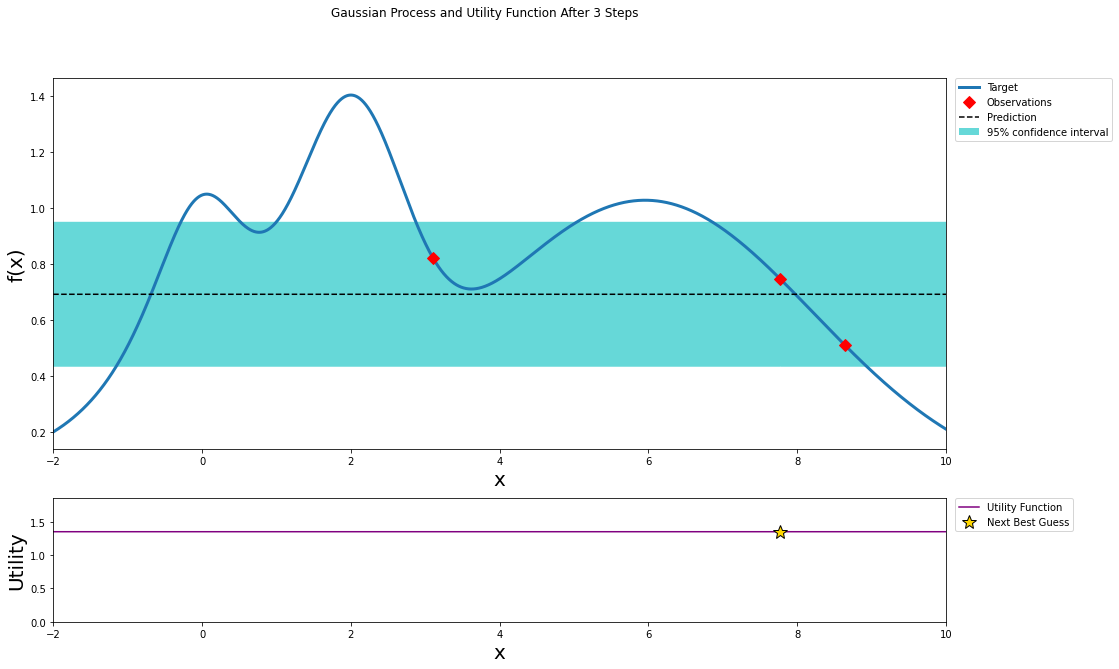 Gaussian Process and Utility Function After 3 Steps
1.4
1.2
1.0
0.8
0.6
0.4
0.2
f(x)
−2 0 2 4 6 8 10
x
Target
Observations
Prediction
95% confidence interval
1.5
1.0
0.5
0.0
Utility
−2 0 2 4 6 8 10
x
Utility Function
Next Best Guess